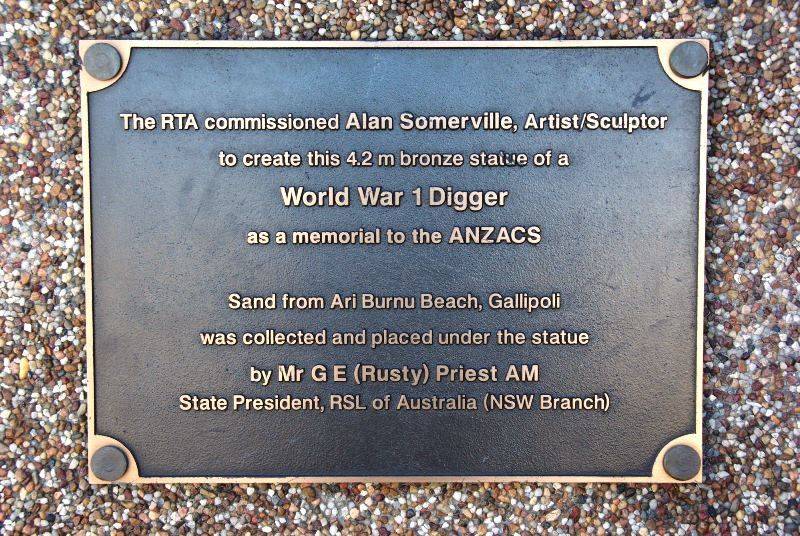 The RTA commissioned Alan Somerville, Artist/Sculptor
to create this 4.2 m bronze statue of a
World War 1 Digger
as a memorial to the ANZACS
Sand from Ari Burnu Beach, Gallipoli
was collected and placed under the statue
by Mr G E (Rusty) Priest AM
State President, RSL of Australia (NSW Branch)